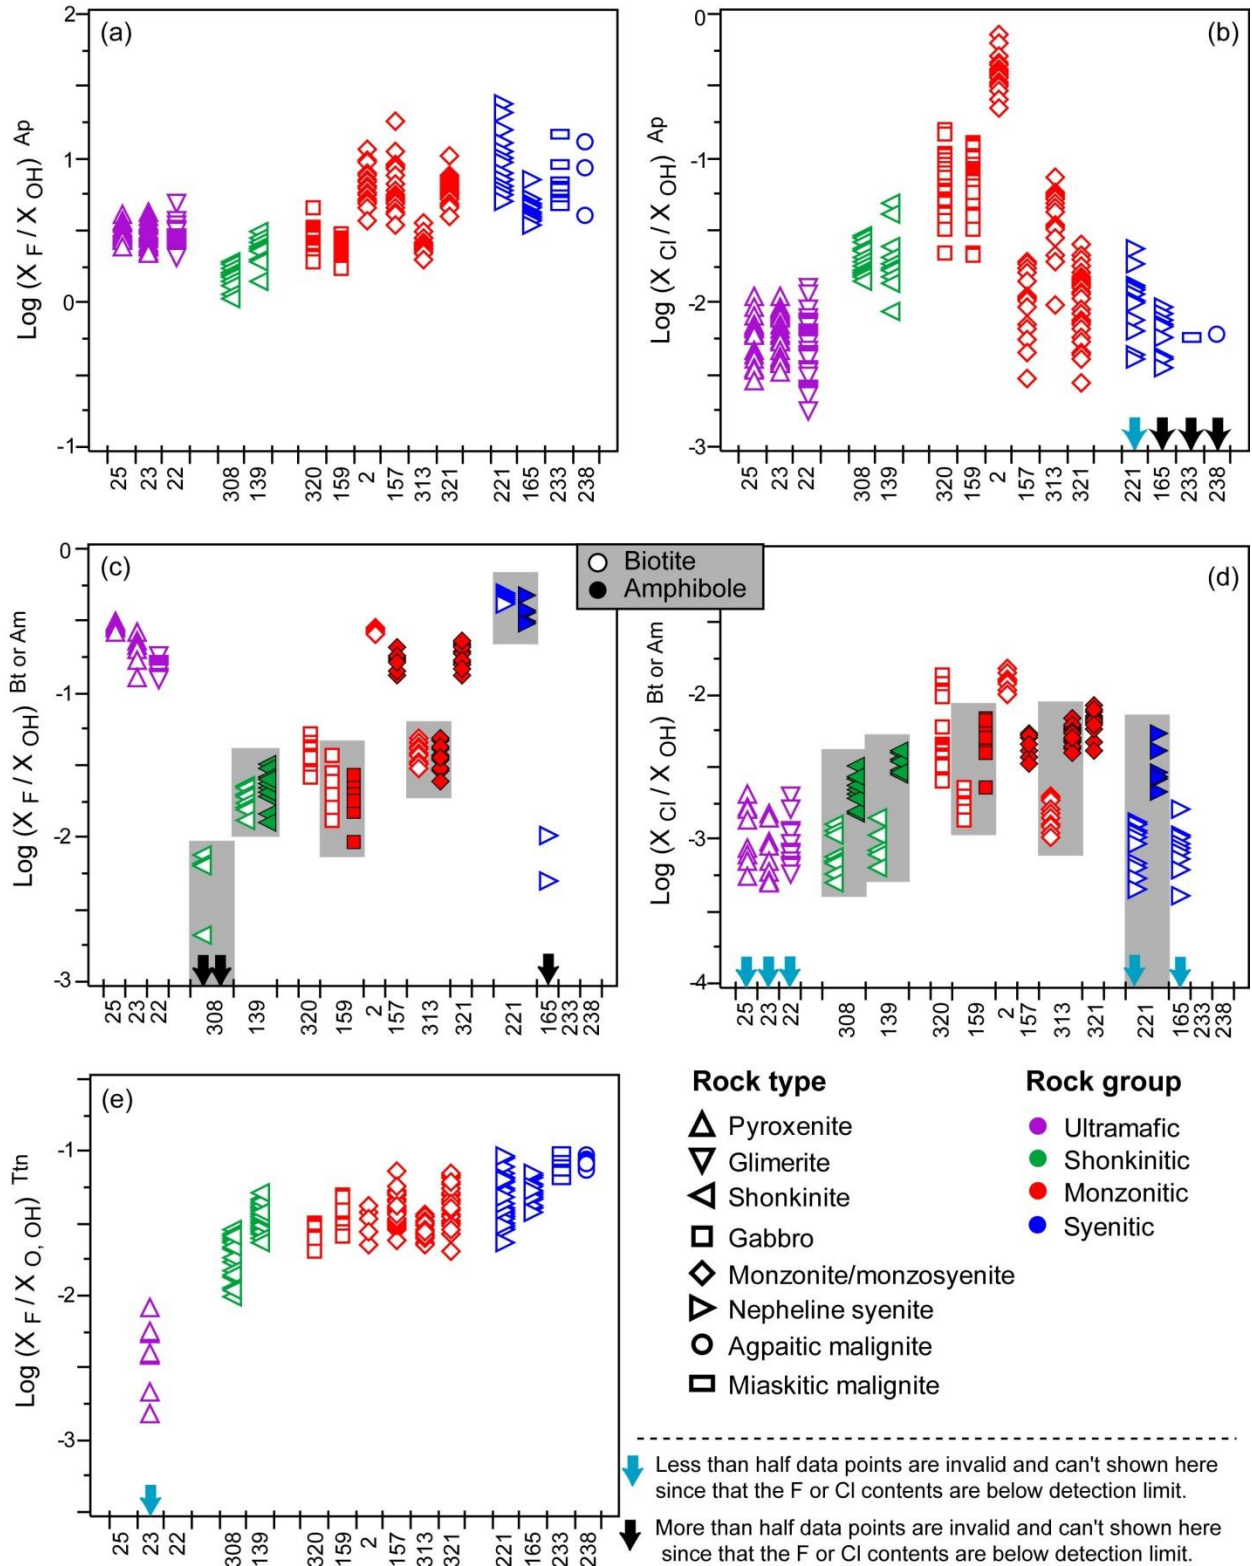 (a)
Log (X F / X OH) Ap
2
1
0
-1
25 23 22 308 139 320 159 2 157 313 321 221 165 233 238
(b)
Log (X Cl / X OH) Ap
0
-1
-2
-3
25 23 22 308 139 320 159 2 157 313 321 221 165 233 238
(c)
Log (X F / X OH) Bt or Am
0
-1
-2
-3
25 23 22 308 139 320 159 2 157 313 321 221 165 233 238
Biotite
Amphibole
(d)
Log (X Cl / X OH) Bt or Am
-2
-3
-4
25 23 22 308 139 320 159 2 157 313 321 221 165 233 238
(e)
Log (X F / X O, OH) Ttn
-1
-2
-3
25 23 22 308 139 320 159 2 157 313 321 221 165 233 238
Rock type
Pyroxenite
Glimerite
Shonkinite
Gabbro
Monzonite/monzosyenite
Nepheline syenite
Agpaitic malignite
Miaskitic malignite
Rock group
Ultramafic
Shonkinitic
Monzonitic
Syenitic
Less than half data points are invalid and can't shown here
since that the F or Cl contents are below detection limit.
More than half data points are invalid and can't shown here
since that the F or Cl contents are below detection limit.